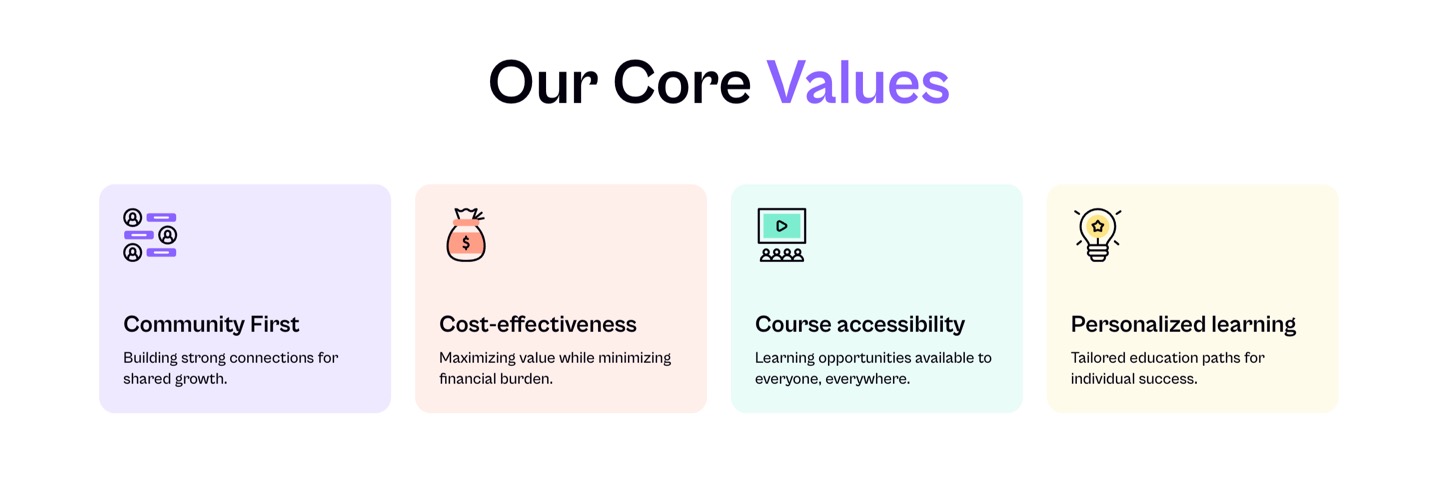 Our Core Values
$
Community First
Building strong connections for
shared growth.
Cost-effectiveness
Maximizing value while minimizing
financial burden.
Course accessibility
Learning opportunities available to
everyone, everywhere.
Personalized learning
Tailored education paths for
individual success.